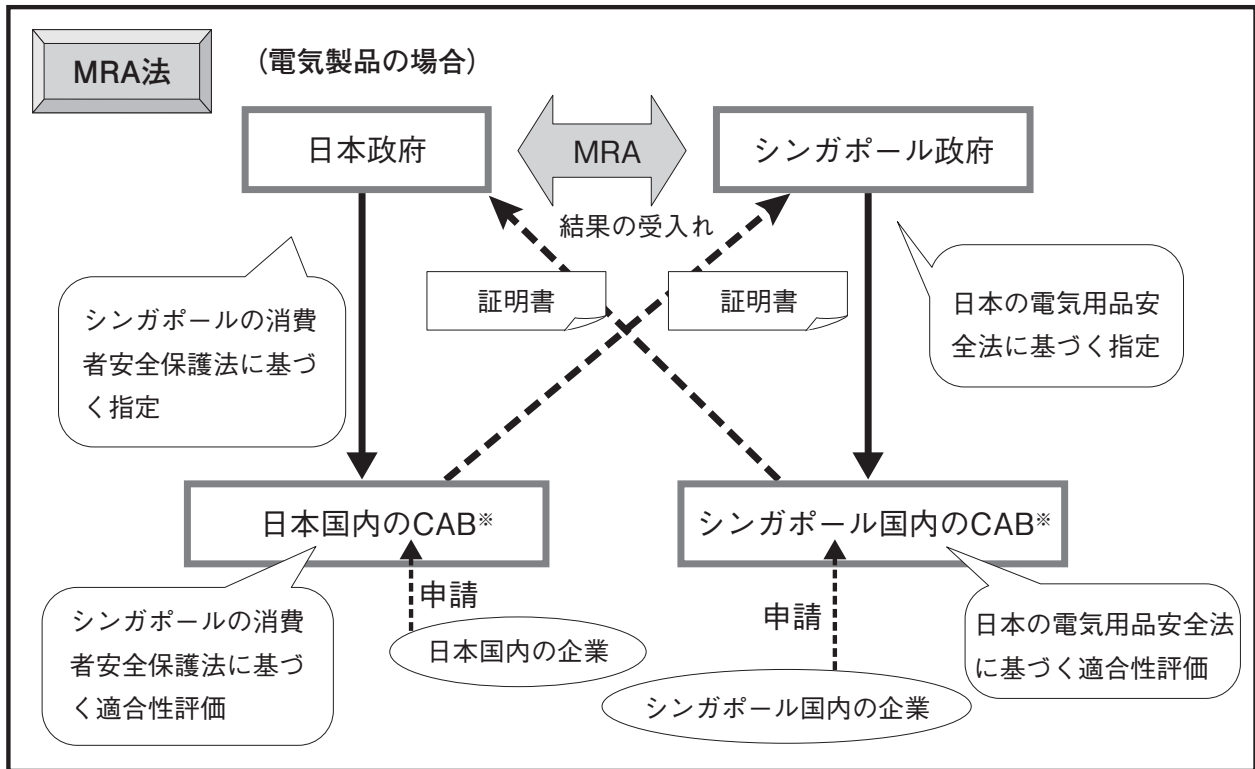 MRA法
(電気製品の場合)
日本政府
MRA
シンガポール政府
結果の受入れ
証明書
証明書
シンガポールの消費
者安全保護法に基づ
く指定
日本の電気用品安
全法に基づく指定
日本国内のCAB※
シンガポール国内のCAB※
シンガポールの消費
者安全保護法に基づ
く適合性評価
申請
日本国内の企業
申請
シンガポール国内の企業
日本の電気用品安全法
に基づく適合性評価